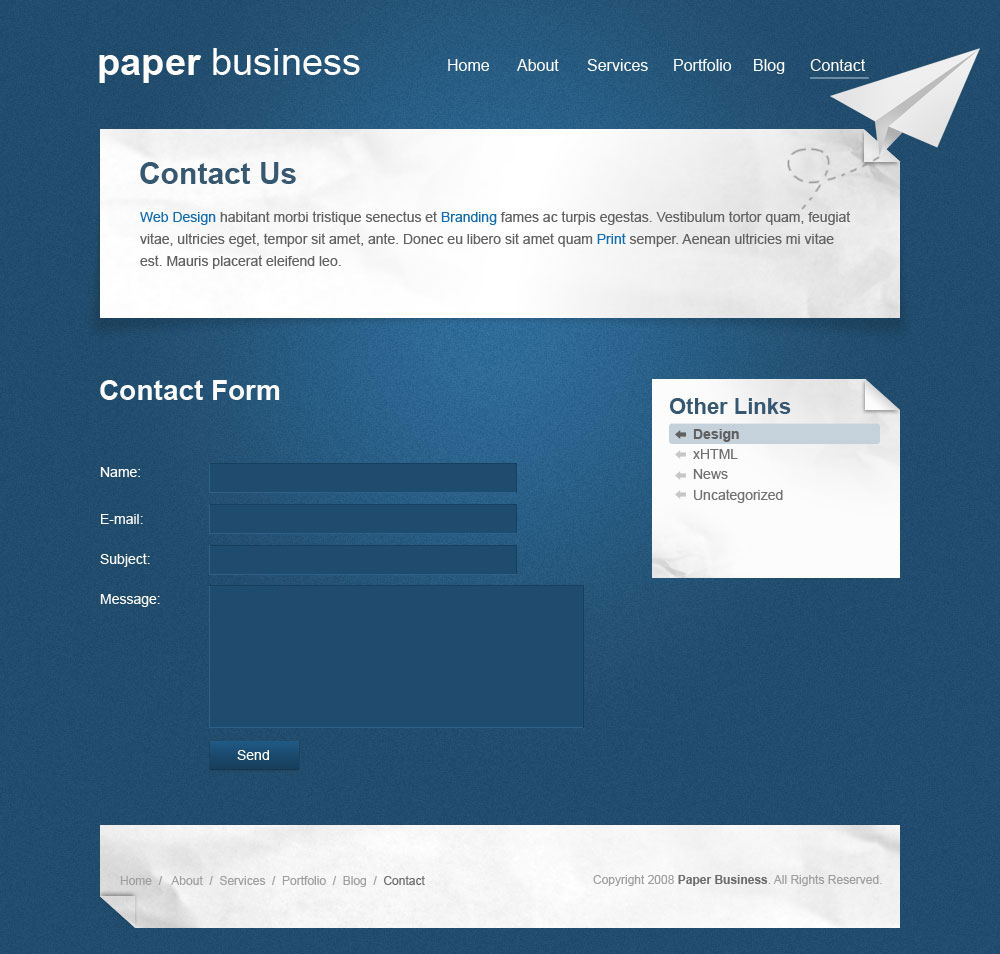 paper business
Home About Services Portfolio Blog Contact
Contact Us
Web Design habitant morbi tristique senectus et Branding fames ac turpis egestas. Vestibulum tortor quam, feugiat
vitae, ultricies eget, tempor sit amet, ante. Donec eu libero sit amet quam Print semper. Aenean ultricies mi vitae
est. Mauris placerat eleifend leo.
Contact Form
Name:
E-mail:
Subject:
Message:
Send
Other Links
Design
xHTML
News
Uncategorized
Home / About / Services / Portfolio / Blog / Contact
Copyright 2008 Paper Business. All Rights Reserved.